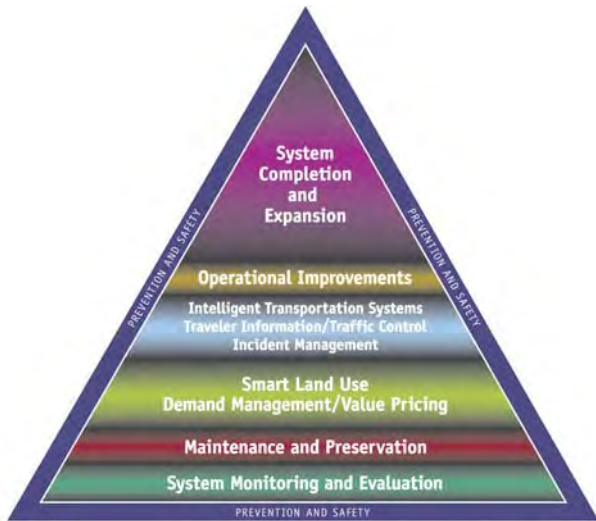 System
Completion
and
Expansion
PREVENTION AND SAFETY
PREVENTION AND SAFETY
Operational Improvements
Intelligent Transportation Systems
Traveler Information/Traffic Control
Incident Management
Smart Land Use
Demand Management/Value Pricing
Maintenance and Preservation
System Monitoring and Evaluation
PREVENTION AND SAFETY